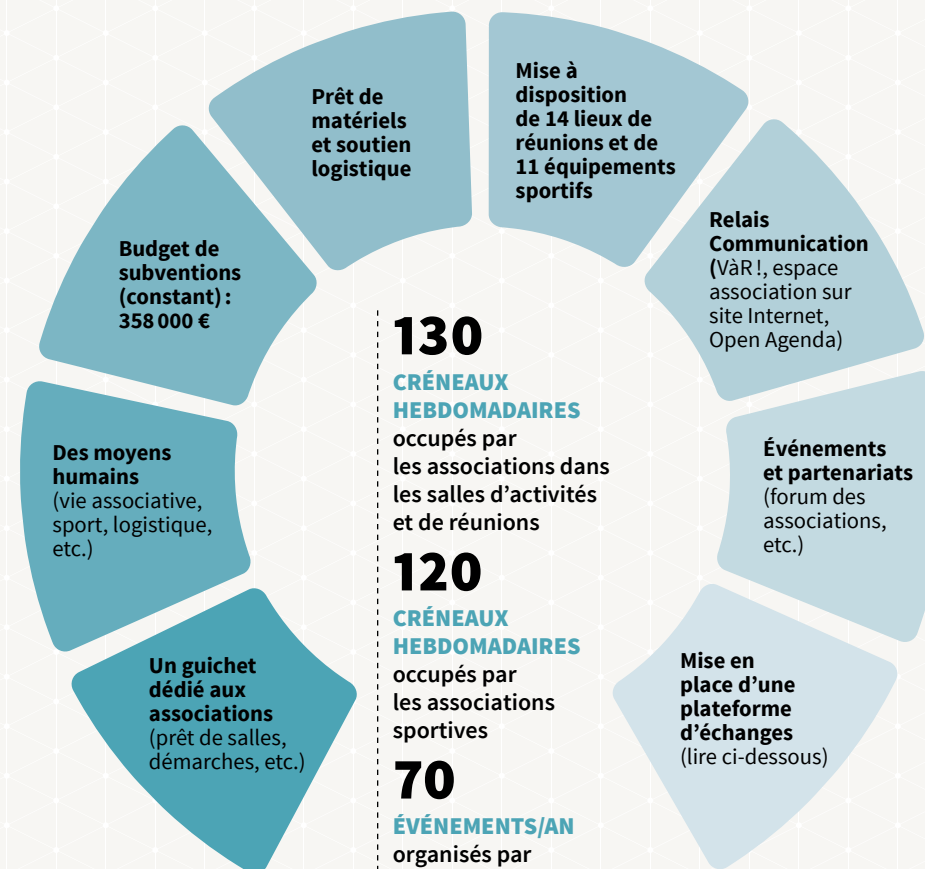 Prêt de
matériels
et soutien
logistique
Mise à
disposition
de 14 lieux de
réunions et de
11 équipements
sportifs
Budget de
subventions
(constant) :
358 000 €
Relais
Communication
(VàR !, espace
association sur
site Internet,
Open Agenda)
Des moyens
humains
(vie associative,
sport, logistique,
etc.)
Événements
et partenariats
(forum des
associations,
etc.)
Un guichet
dédié aux
associations
(prêt de salles,
démarches, etc.)
Mise en
place d’une
plateforme
d’échanges
(lire ci-dessous)
130
CRÉNEAUX
HEBDOMADAIRES
occupés par
les associations dans
les salles d’activités
et de réunions
120
CRÉNEAUX
HEBDOMADAIRES
occupés par
les associations
sportives
70
ÉVÉNEMENTS/AN
organisés par